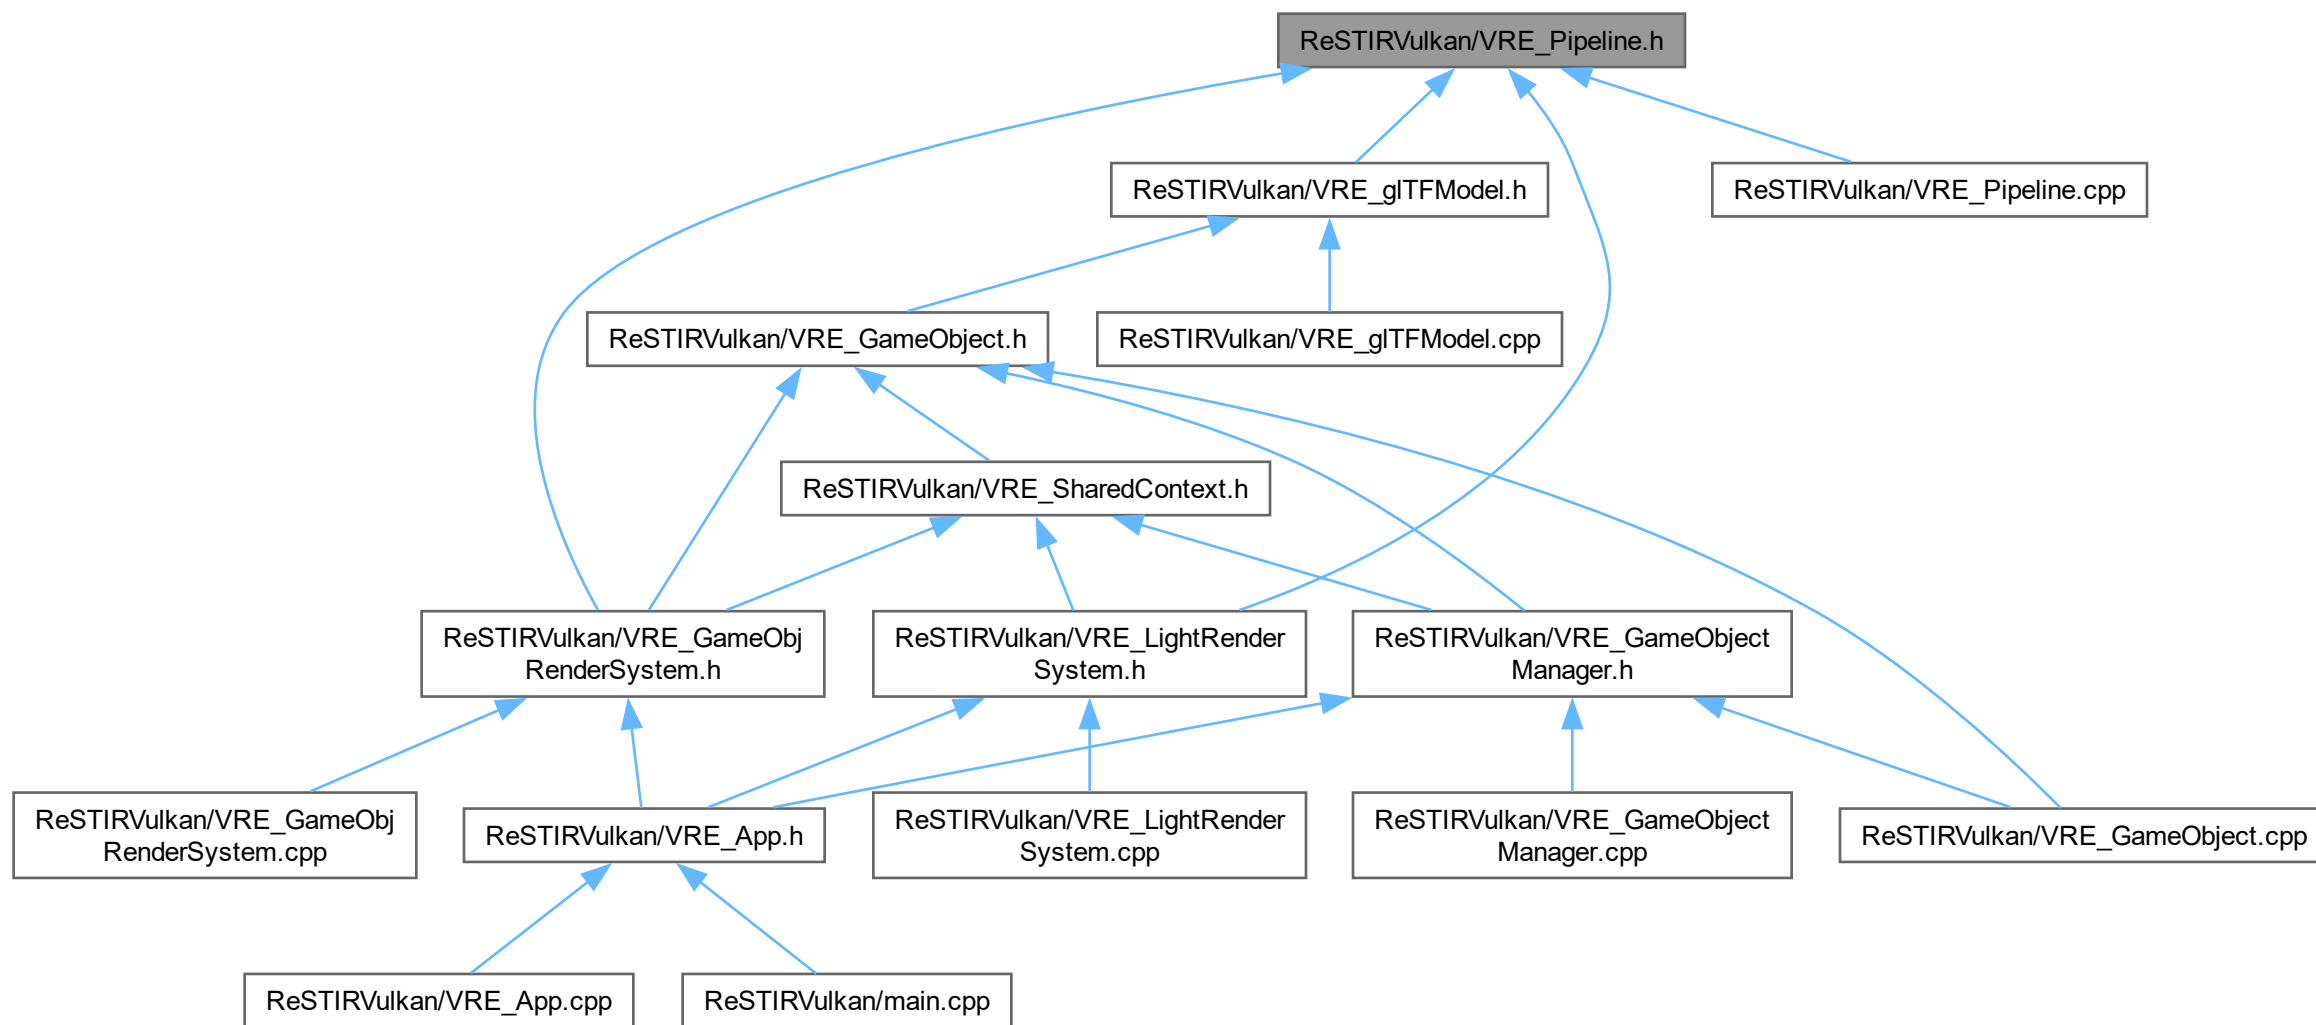 ReSTIRVulkan/VRE_Pipeline.h
ReSTIRVulkan/VRE_glTFModel.h
ReSTIRVulkan/VRE_Pipeline.cpp
ReSTIRVulkan/VRE_GameObject.h
ReSTIRVulkan/VRE_glTFModel.cpp
ReSTIRVulkan/VRE_SharedContext.h
ReSTIRVulkan/VRE_GameObj
RenderSystem.h
ReSTIRVulkan/VRE_LightRender
System.h
ReSTIRVulkan/VRE_GameObject
Manager.h
ReSTIRVulkan/VRE_GameObj
RenderSystem.cpp
ReSTIRVulkan/VRE_App.h
ReSTIRVulkan/VRE_LightRender
System.cpp
ReSTIRVulkan/VRE_GameObject
Manager.cpp
ReSTIRVulkan/VRE_GameObject.cpp
ReSTIRVulkan/VRE_App.cpp
ReSTIRVulkan/main.cpp